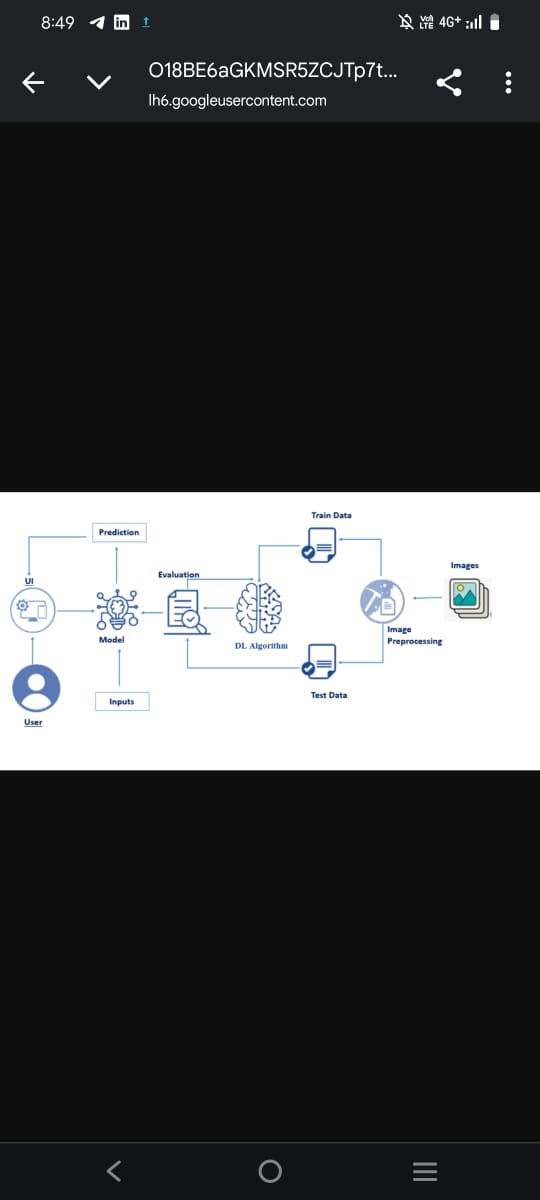 8:49
in
Vo) LTE 4G+
O18BE6aGKMSR5ZCJTp7t...
lh6.googleusercontent.com
Train Data
Prediction
Images
Evaluation
UI
Image
Preprocessing
Model
DL Algorithm
Test Data
Inputs
User